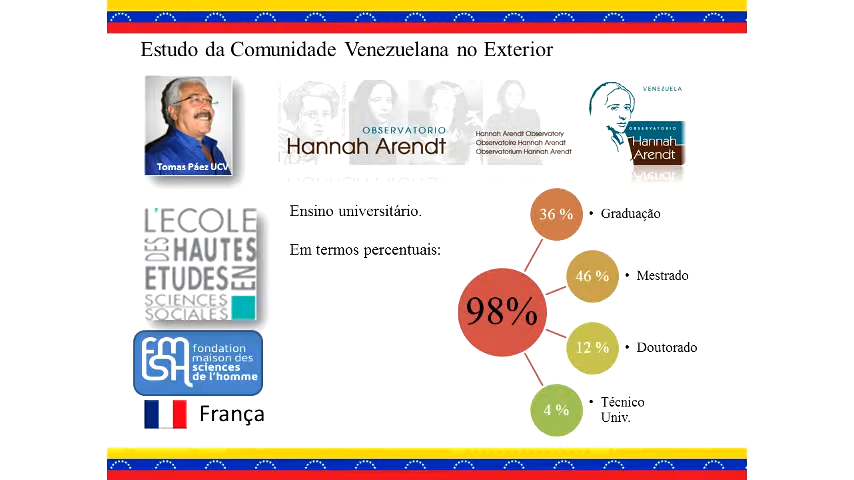 Estudo da Comunidade Venezuelana no Exterior
Tomas Páez UCV
OBSERVATORIO
Hannah Arendt
Hannah Arendt Observatory
Observatoire Hannah Arendt
Observatorium Hannah Arendt
VENEZUELA
OBSERVATORIO
Hannah
Arendt
L'ECOLE
DES HAUTES
ETUDES EN
SCIENCES
SOCIALES
FMSH
fondation
maison des
sciences
de l'homme
França
Ensino universitário.
Em termos percentuais:
98%
36 %
• Graduação
46 %
• Mestrado
12 %
• Doutorado
4 %
• Técnico
Univ.